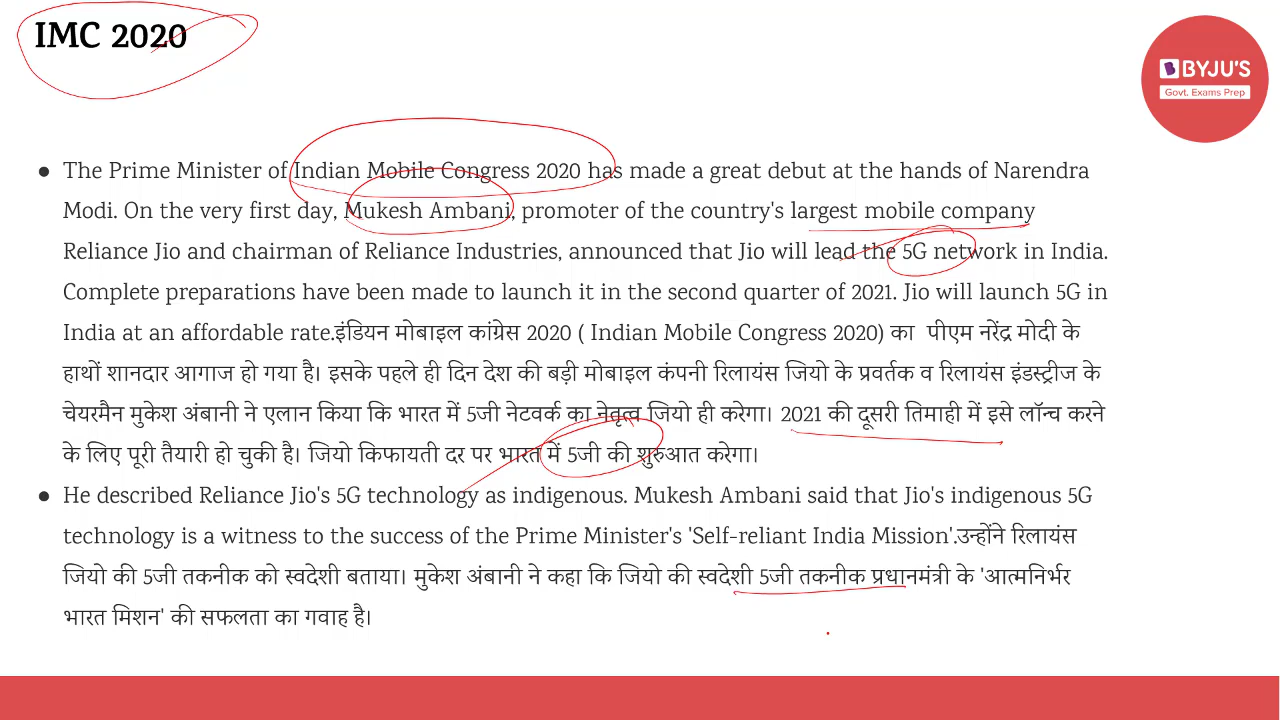 IMC 2020
BYJU'S
Govt. Exams Prep
● The Prime Minister of Indian Mobile Congress 2020 has made a great debut at the hands of Narendra
Modi. On the very first day, Mukesh Ambani, promoter of the country's largest mobile company
Reliance Jio and chairman of Reliance Industries, announced that Jio will lead the 5G network in India.
Complete preparations have been made to launch it in the second quarter of 2021. Jio will launch 5G in
India at an affordable rate.इंडियन मोबाइल कांग्रेस 2020 ( Indian Mobile Congress 2020) का पीएम नरेंद्र मोदी के
हाथों शानदार आगाज हो गया है। इसके पहले ही दिन देश की बड़ी मोबाइल कंपनी रिलायंस जियो के प्रवर्तक व रिलायंस इंडस्ट्रीज के
चेयरमैन मुकेश अंबानी ने एलान किया कि भारत में 5जी नेटवर्क का नेतृत्व जियो ही करेगा। 2021 की दूसरी तिमाही में इसे लॉन्च करने
के लिए पूरी तैयारी हो चुकी है। जियो किफायती दर पर भारत में 5जी की शुरुआत करेगा।
● He described Reliance Jio's 5G technology as indigenous. Mukesh Ambani said that Jio's indigenous 5G
technology is a witness to the success of the Prime Minister's 'Self-reliant India Mission'.उन्होंने रिलायंस
जियो की 5जी तकनीक को स्वदेशी बताया। मुकेश अंबानी ने कहा कि जियो की स्वदेशी 5जी तकनीक प्रधानमंत्री के 'आत्मनिर्भर
भारत मिशन' की सफलता का गवाह है।